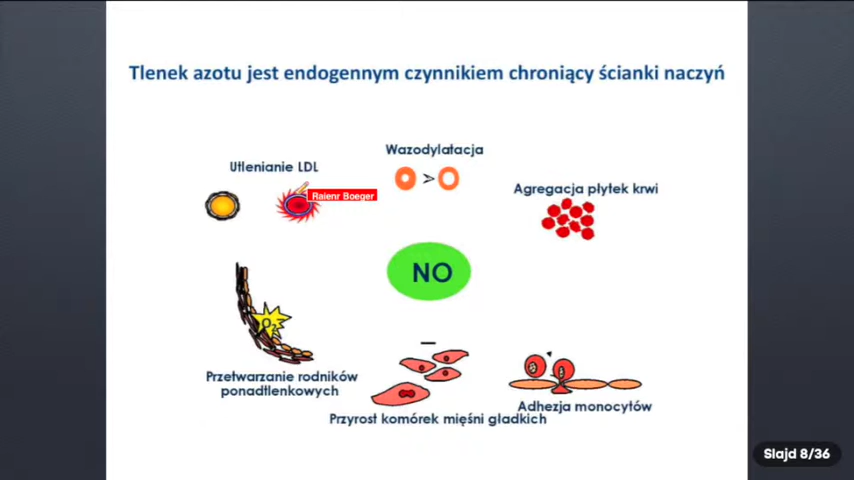 Tlenek azotu jest endogennym czynnikiem chroniący ścianki naczyń
Wazodylatacja
Utlenianie LDL
Agregacja płytek krwi
Raienr Boeger
>
NO
O₂
Przetwarzanie rodników
ponadtlenkowych
Adhezja monocytów
Przyrost komórek mięśni gładkich
Slajd 8/36